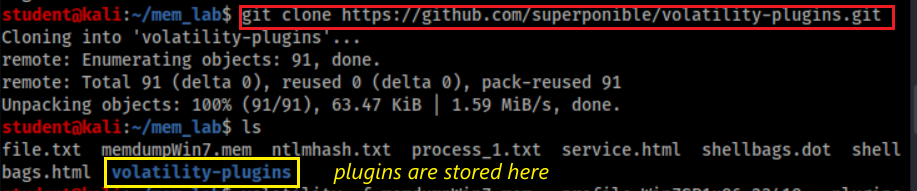 student@kali:~/mem_lab$ git clone https://github.com/superponible/volatility-plugins.git
Cloning into 'volatility-plugins'...
remote: Enumerating objects: 91, done.
remote: Total 91 (delta 0), reused 0 (delta 0), pack-reused 91
Unpacking objects: 100% (91/91), 63.47 KiB | 1.59 MiB/s, done.
student@kali:~/mem_lab$ ls
file.txt memdumpWin7.mem ntlmhash.txt process_1.txt service.html shellbags.dot shell
bags.html volatility-plugins plugins are stored here